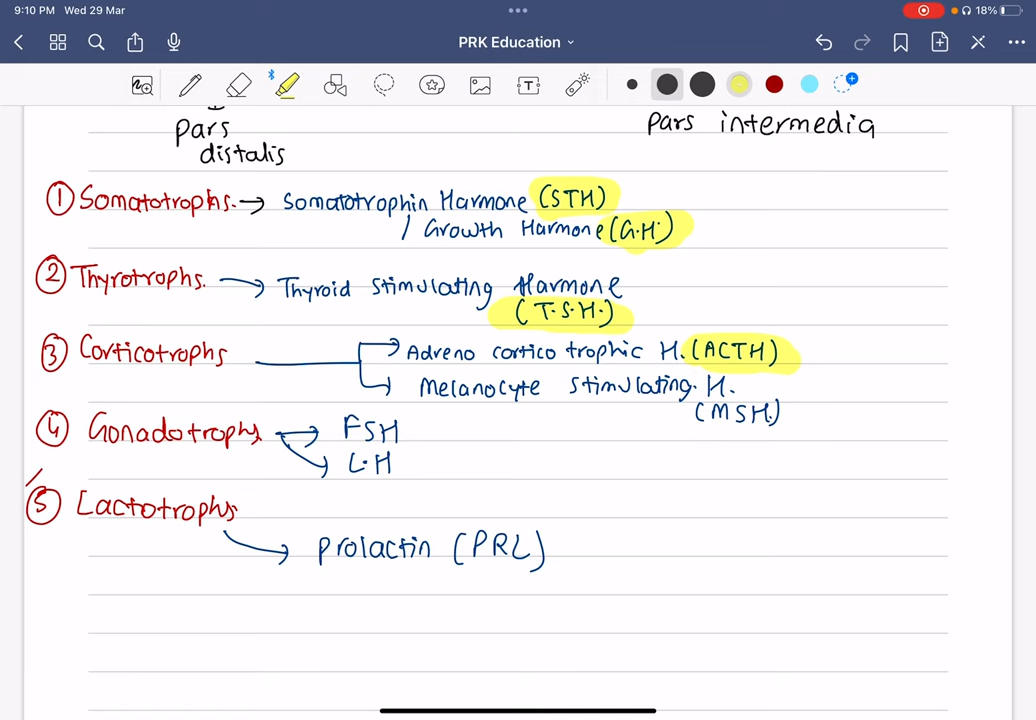 9:10 PM Wed 29 Mar
18%
PRK Education
pars
distalis
pars intermedia
① Somatotrophs. → Somatotrophin Harmone (STH)
/ Growth Harmone (G.H.)
② Thyrotrophs. → Thyroid stimulating Harmone
(T.S.H.)
③ Corticotrophs → Adreno cortico trophic H. (ACTH)
→ Melanocyte stimulating. H.
(MSH.)
④ Gonadotrophs → FSH
→ L.H
⑤ Lactotrophs.
→ Prolactin (PRL)